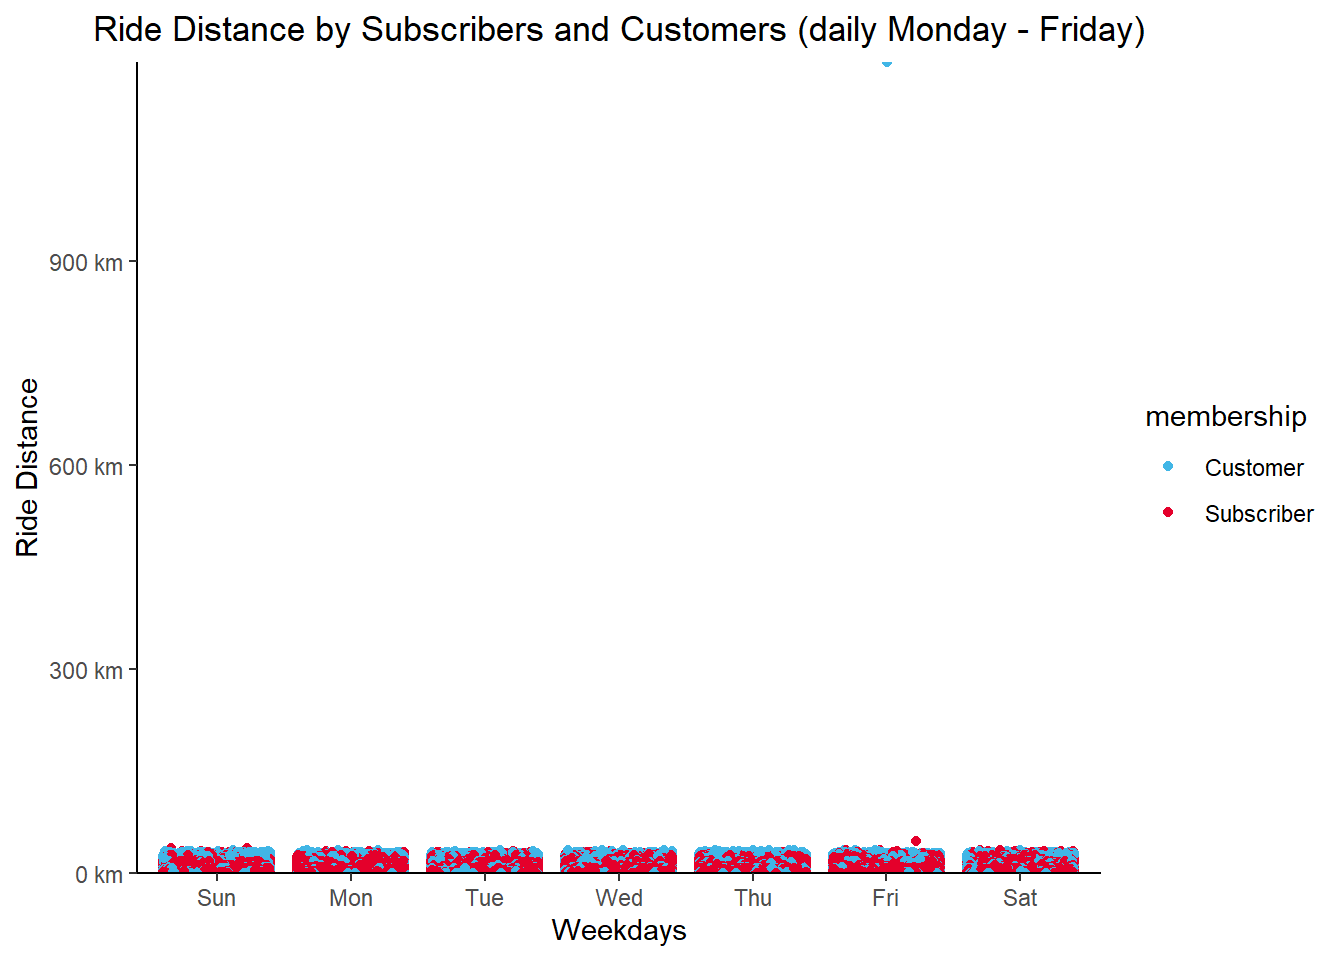 Ride Distance by Subscribers and Customers (daily Monday - Friday)
900 km
600 km
300 km
0 km
Ride Distance
Sun Mon Tue Wed Thu Fri Sat
Weekdays
membership
Customer
Subscriber